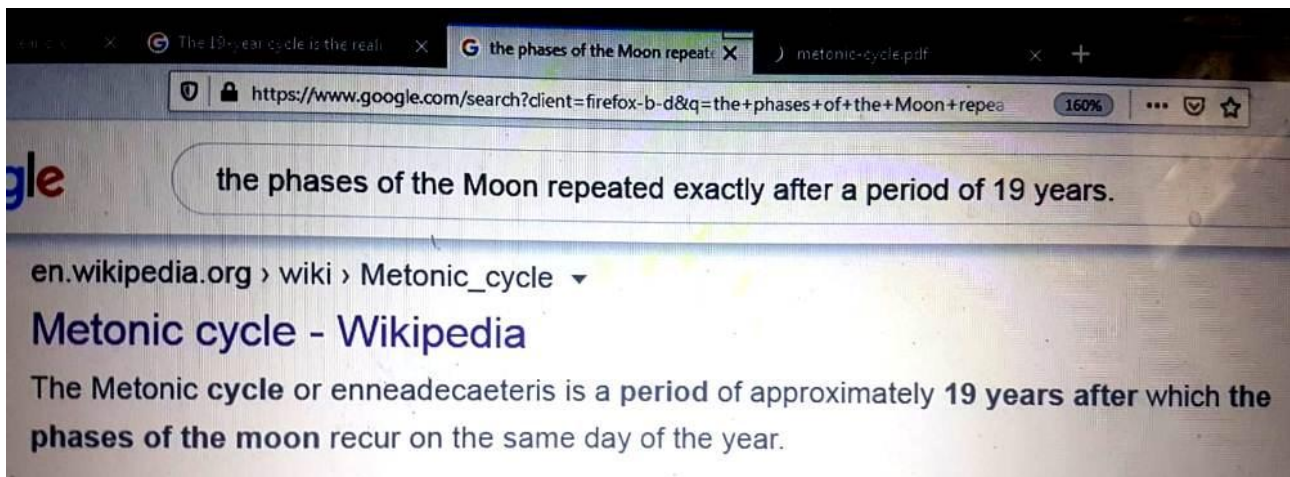 The 19-year cycle is the reali
the phases of the Moon repeate
metonic-cycle.pdf
https://www.google.com/search?client=firefox-b-d&q=the+phases+of+the+Moon+repea 160%
gle
the phases of the Moon repeated exactly after a period of 19 years.
en.wikipedia.org › wiki › Metonic_cycle
Metonic cycle - Wikipedia
The Metonic cycle or enneadecaeteris is a period of approximately 19 years after which the
phases of the moon recur on the same day of the year.